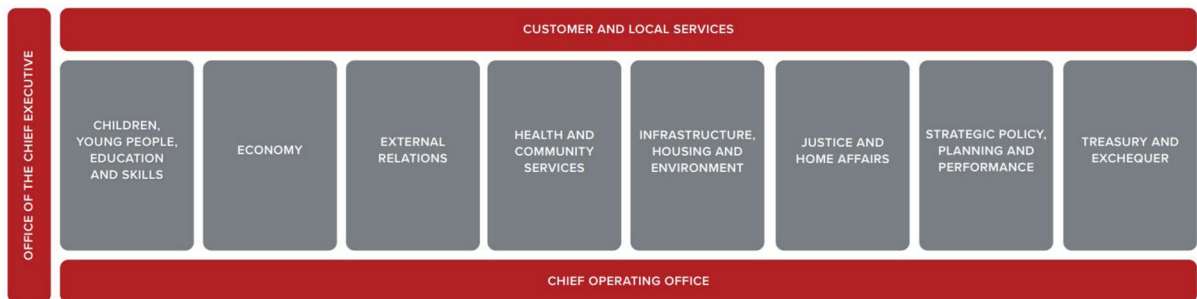 OFFICE OF THE CHIEF EXECUTIVE
CUSTOMER AND LOCAL SERVICES
CHILDREN,
YOUNG PEOPLE,
EDUCATION
AND SKILLS
ECONOMY
EXTERNAL
RELATIONS
HEALTH AND
COMMUNITY
SERVICES
INFRASTRUCTURE,
HOUSING AND
ENVIRONMENT
JUSTICE AND
HOME AFFAIRS
STRATEGIC POLICY,
PLANNING AND
PERFORMANCE
TREASURY AND
EXCHEQUER
CHIEF OPERATING OFFICE